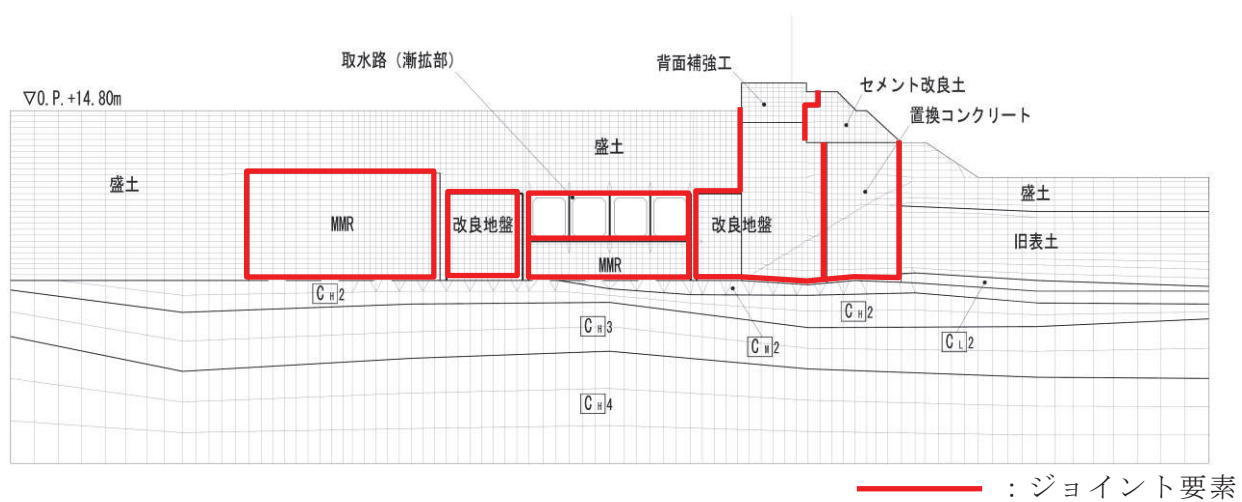 取水路（漸拡部）
背面補強工
セメント改良土
▽O.P.+14.80m
置換コンクリート
盛土
盛土
盛土
MMR
改良地盤
改良地盤
旧表土
MMR
CH2
CH2
CH3
CM2
CL2
CH4
：ジョイント要素